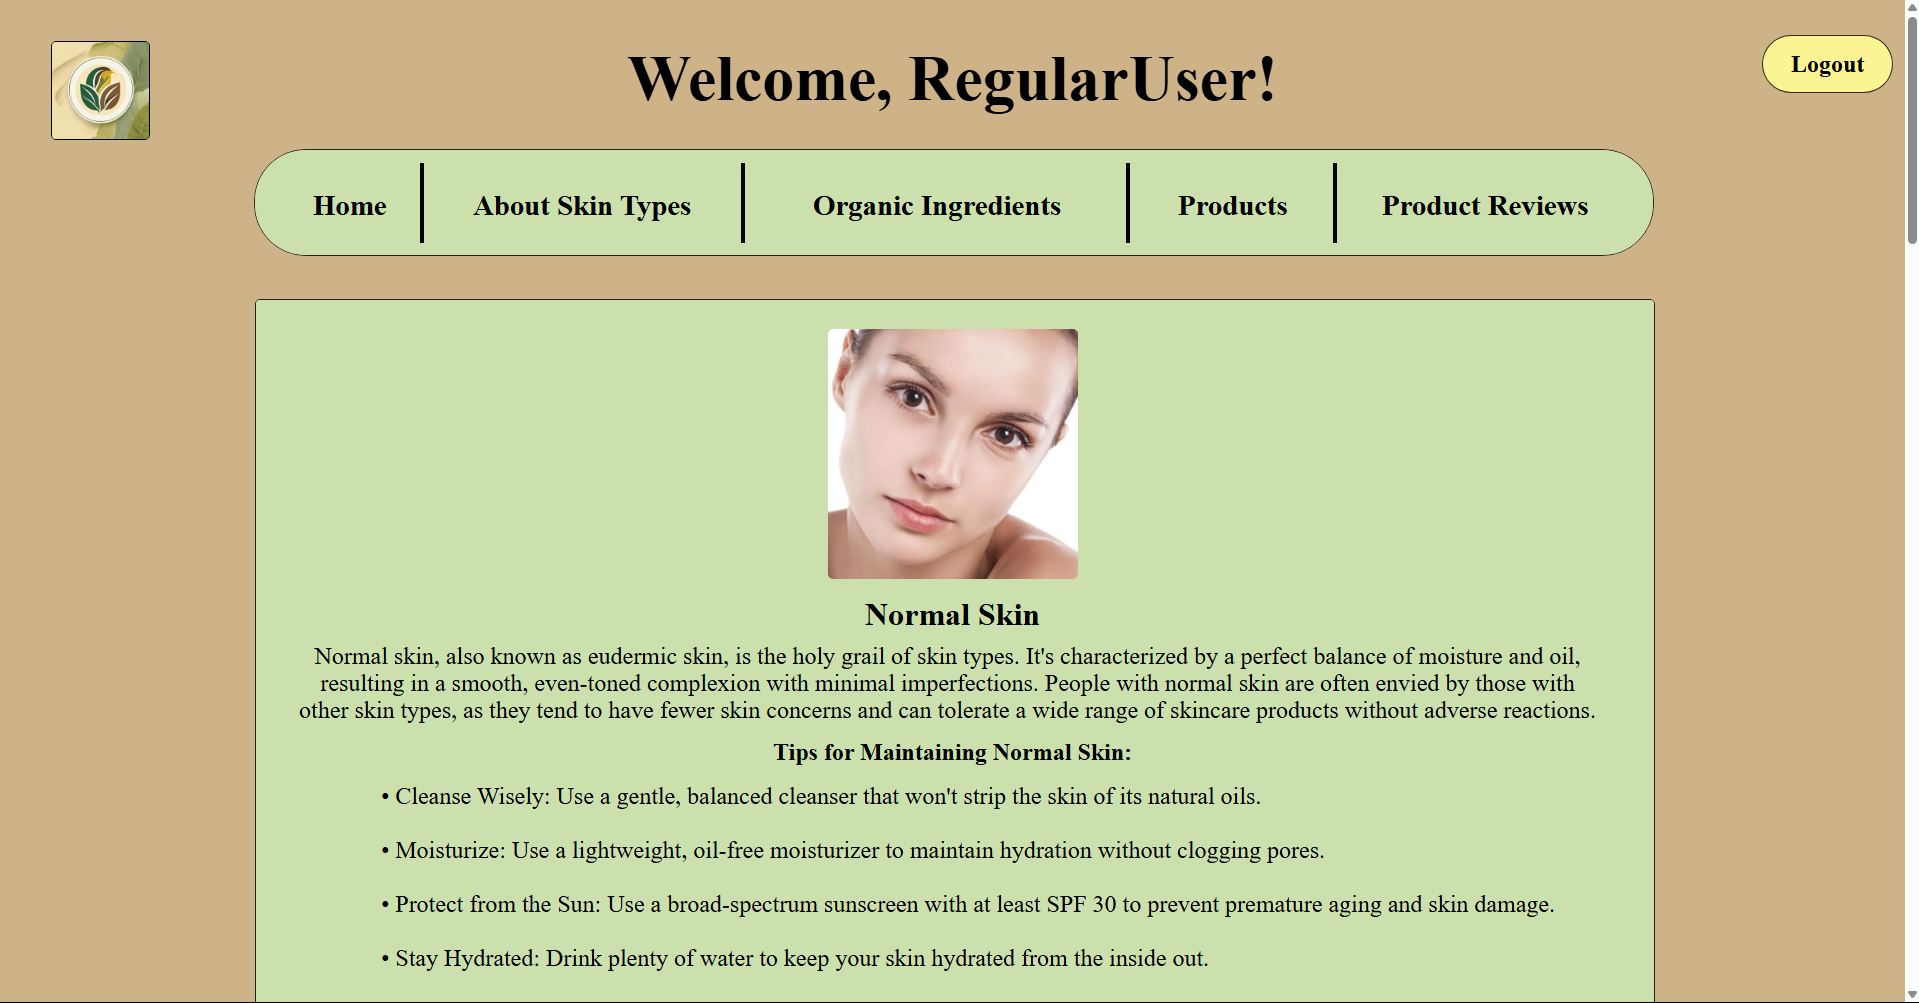 Welcome, RegularUser!
Logout
Home
About Skin Types
Organic Ingredients
Products
Product Reviews
Normal Skin
Normal skin, also known as eudermic skin, is the holy grail of skin types. It's characterized by a perfect balance of moisture and oil,
resulting in a smooth, even-toned complexion with minimal imperfections. People with normal skin are often envied by those with
other skin types, as they tend to have fewer skin concerns and can tolerate a wide range of skincare products without adverse reactions.
Tips for Maintaining Normal Skin:
• Cleanse Wisely: Use a gentle, balanced cleanser that won't strip the skin of its natural oils.
• Moisturize: Use a lightweight, oil-free moisturizer to maintain hydration without clogging pores.
• Protect from the Sun: Use a broad-spectrum sunscreen with at least SPF 30 to prevent premature aging and skin damage.
• Stay Hydrated: Drink plenty of water to keep your skin hydrated from the inside out.